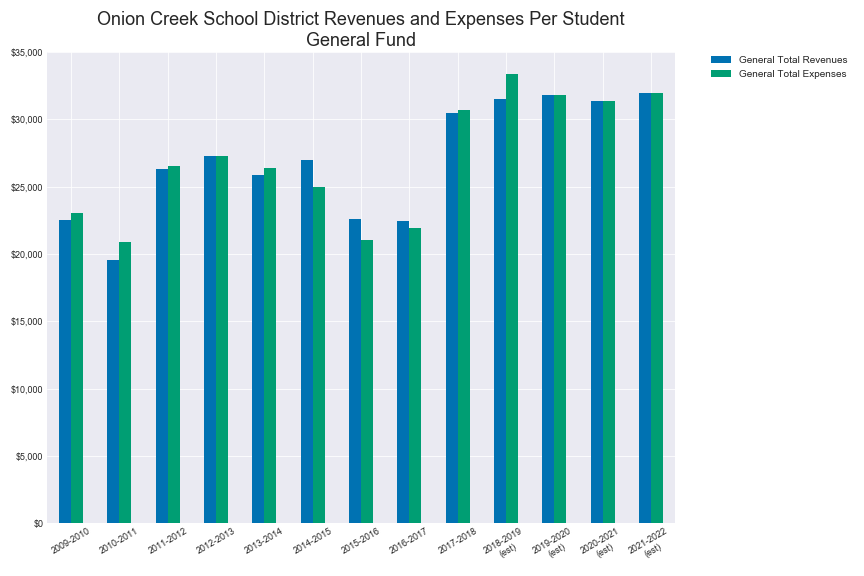 Onion Creek School District Revenues and Expenses Per Student
General Fund
General Total Revenues
General Total Expenses
$35,000
$30,000
$25,000
$20,000
$15,000
$10,000
$5,000
$0
2009-2010
2010-2011
2011-2012
2012-2013
2013-2014
2014-2015
2015-2016
2016-2017
2017-2018
2018-2019
(est)
2019-2020
(est)
2020-2021
(est)
2021-2022
(est)